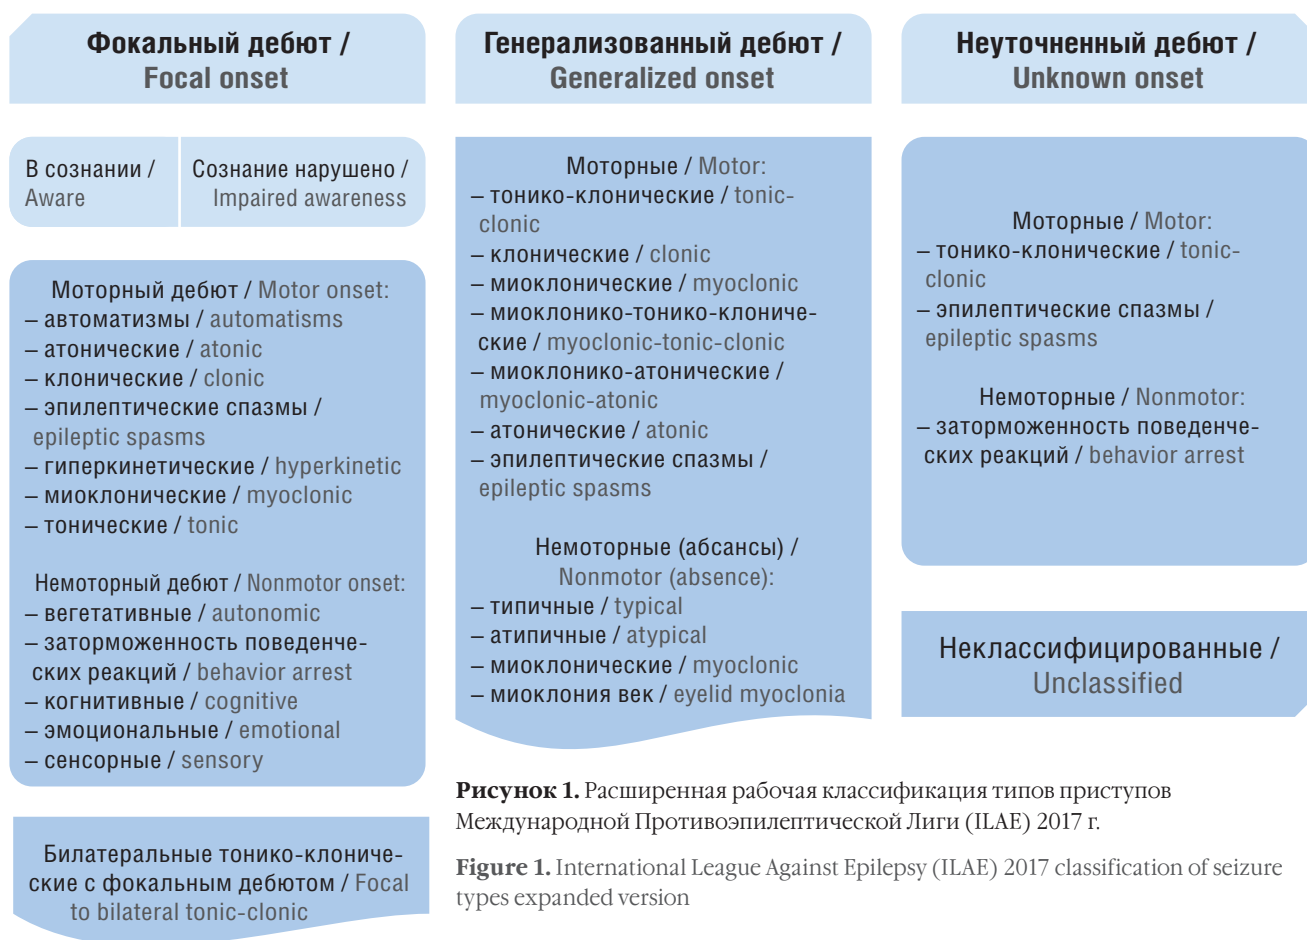 Фокальный дебют /
Focal onset
В сознании /
Aware
Сознание нарушено /
Impaired awareness
Моторный дебют / Motor onset:
– автоматизмы / automatisms
– атонические / atonic
– клонические / clonic
– эпилептические спазмы /
epileptic spasms
– гиперкинетические / hyperkinetic
– миоклонические / myoclonic
– тонические / tonic
Немоторный дебют / Nonmotor onset:
– вегетативные / autonomic
– заторможенность поведенче-
ских реакций / behavior arrest
– когнитивные / cognitive
– эмоциональные / emotional
– сенсорные / sensory
Билатеральные тонико-клониче-
ские с фокальным дебютом / Focal
to bilateral tonic-clonic
Генерализованный дебют /
Generalized onset
Моторные / Motor:
– тонико-клонические / tonic-
clonic
– клонические / clonic
– миоклонические / myoclonic
– миоклонико-тонико-клониче-
ские / myoclonic-tonic-clonic
– миоклонико-атонические /
myoclonic-atonic
– атонические / atonic
– эпилептические спазмы /
epileptic spasms
Немоторные (абсансы) /
Nonmotor (absence):
– типичные / typical
– атипичные / atypical
– миоклонические / myoclonic
– миоклония век / eyelid myoclonia
Неуточненный дебют /
Unknown onset
Моторные / Motor:
– тонико-клонические / tonic-
clonic
– эпилептические спазмы /
epileptic spasms
Немоторные / Nonmotor:
– заторможенность поведенче-
ских реакций / behavior arrest
Неклассифицированные /
Unclassified
Рисунок 1. Расширенная рабочая классификация типов приступов
Международной Противоэпилептической Лиги (ILAE) 2017 г.
Figure 1. International League Against Epilepsy (ILAE) 2017 classification of seizure
types expanded version